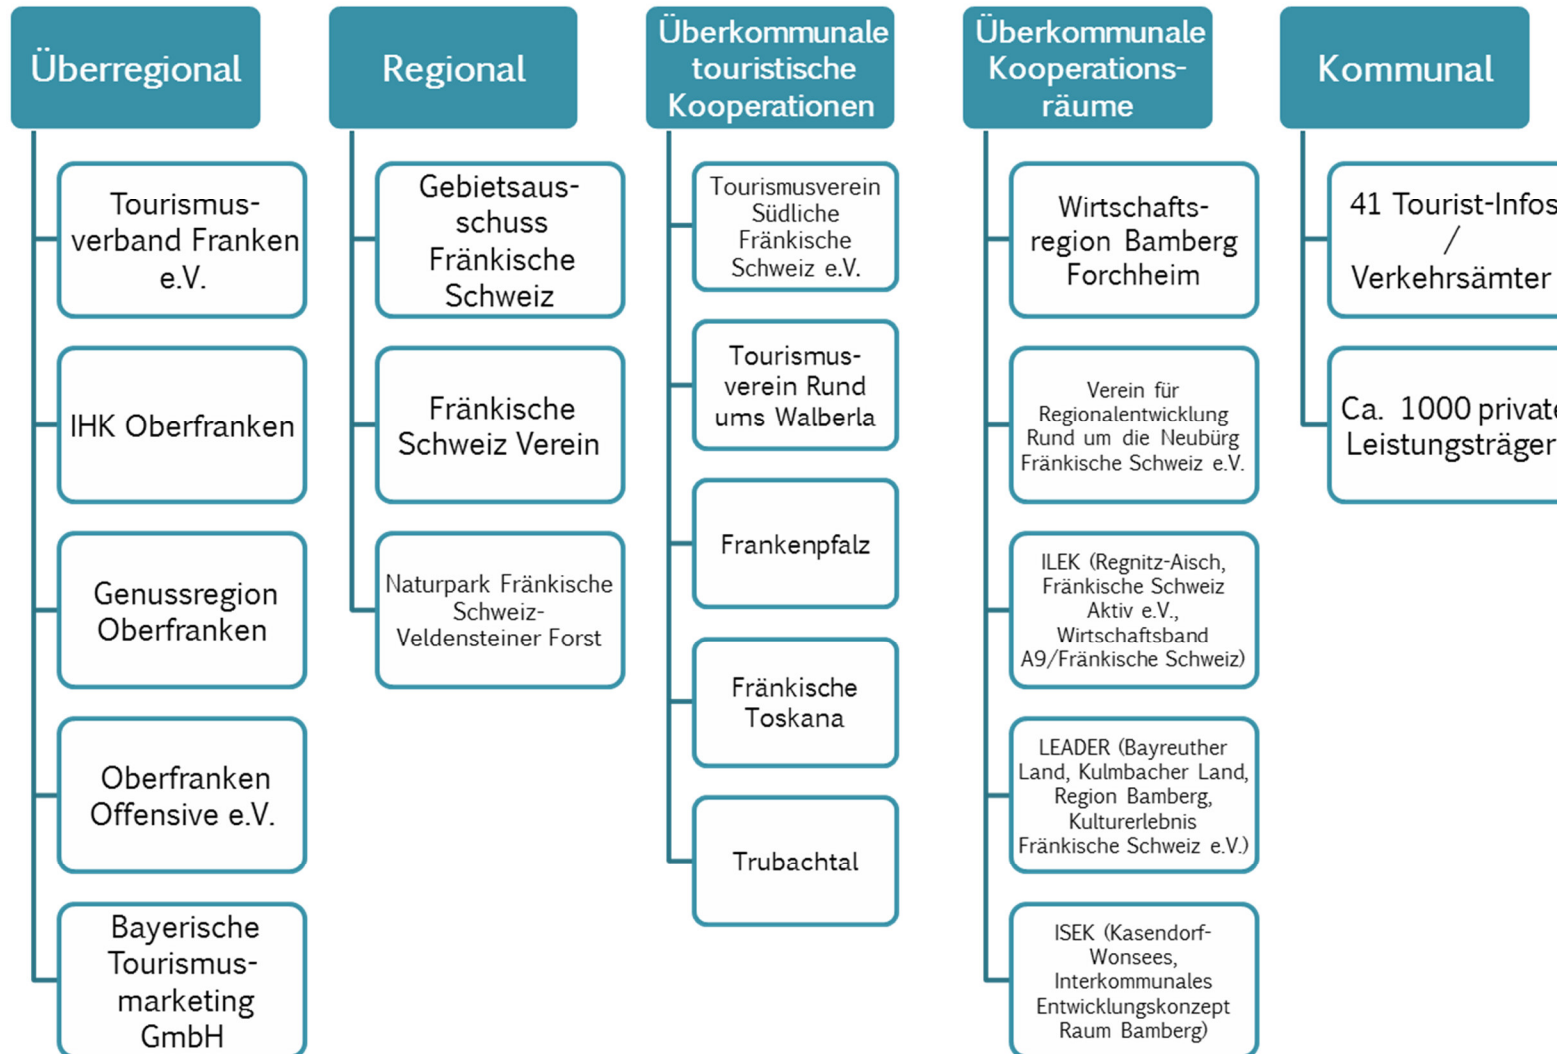 Überregional
Tourismus-
verband Franken
e.V.
IHK Oberfranken
Genussregion
Oberfranken
Oberfranken
Offensive e.V.
Bayerische
Tourismus-
marketing
GmbH
Regional
Gebietsaus-
schuss
Fränkische
Schweiz
Fränkische
Schweiz Verein
Naturpark Fränkische
Schweiz-
Veldensteiner Forst
Überkommunale
touristische
Kooperationen
Tourismusverein
Südliche
Fränkische
Schweiz e.V.
Tourismus-
verein Rund
ums Walberla
Frankenpfalz
Fränkische
Toskana
Trubachtal
Überkommunale
Kooperations-
räume
Wirtschafts-
region Bamberg
Forchheim
Verein für
Regionalentwicklung
Rund um die Neubürg
Fränkische Schweiz e.V.
ILEK (Regnitz-Aisch,
Fränkische Schweiz
Aktiv e.V.,
Wirtschaftsband
A9/Fränkische Schweiz)
LEADER (Bayreuther
Land, Kulmbacher Land,
Region Bamberg,
Kulturerlebnis
Fränkische Schweiz e.V.)
ISEK (Kasendorf-
Wonsees,
Interkommunales
Entwicklungskonzept
Raum Bamberg)
Kommunal
41 Tourist-Infos
/
Verkehrsämter
Ca. 1000 private
Leistungsträger